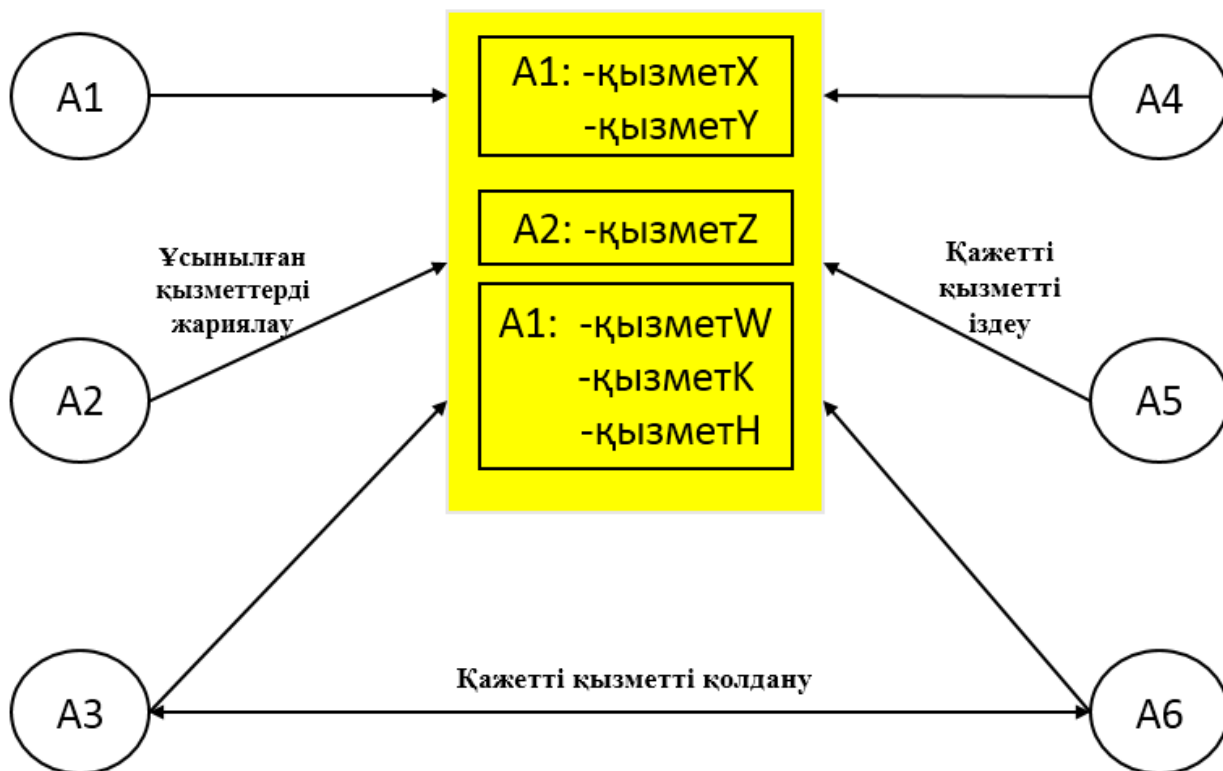 A1
A1: -қызметX
-қызметY
A4
A2: -қызметZ
Ұсынылған
қызметтерді
жариялау
Қажетті
қызметті
іздеу
A1: -қызметW
-қызметK
-қызметH
A2
A5
Қажетті қызметті қолдану
A3
A6